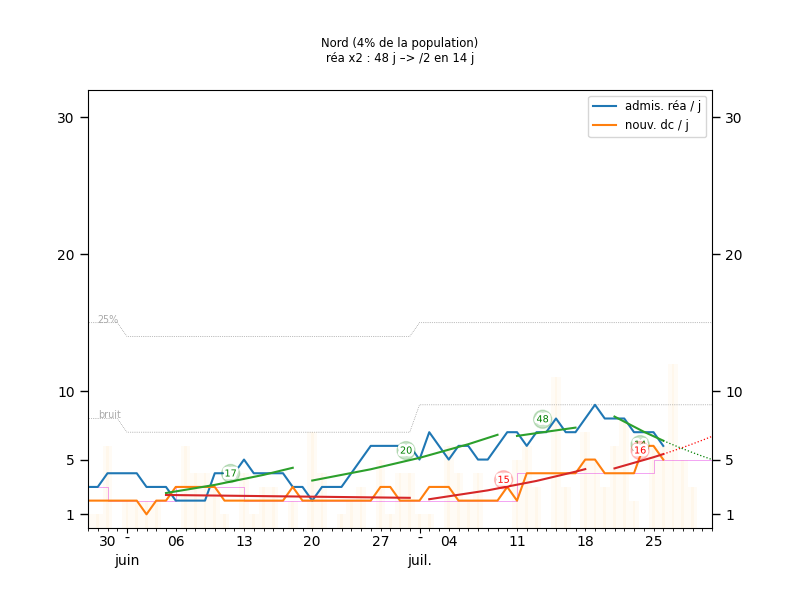 Nord (4% de la population)
réa x2 : 48 j –> /2 en 14 j
admis. réa / j
nouv. dc / j
30 30
20 20
10 10
5 5
1 1
25%
bruit
17
20
48
15
16
30 06 13 20 27 04 11 18 25
juin juil.